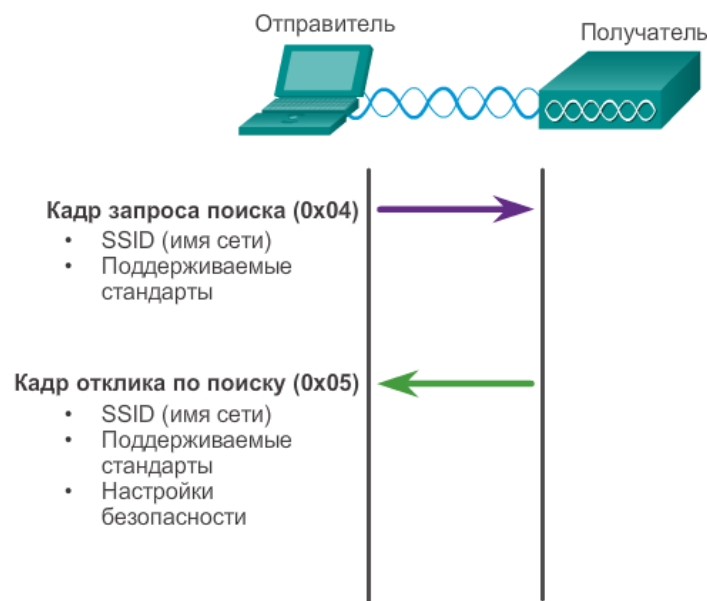 Отправитель
Получатель
Кадр запроса поиска (0x04)
• SSID (имя сети)
• Поддерживаемые
стандарты
Кадр отклика по поиску (0x05)
• SSID (имя сети)
• Поддерживаемые
стандарты
• Настройки
безопасности